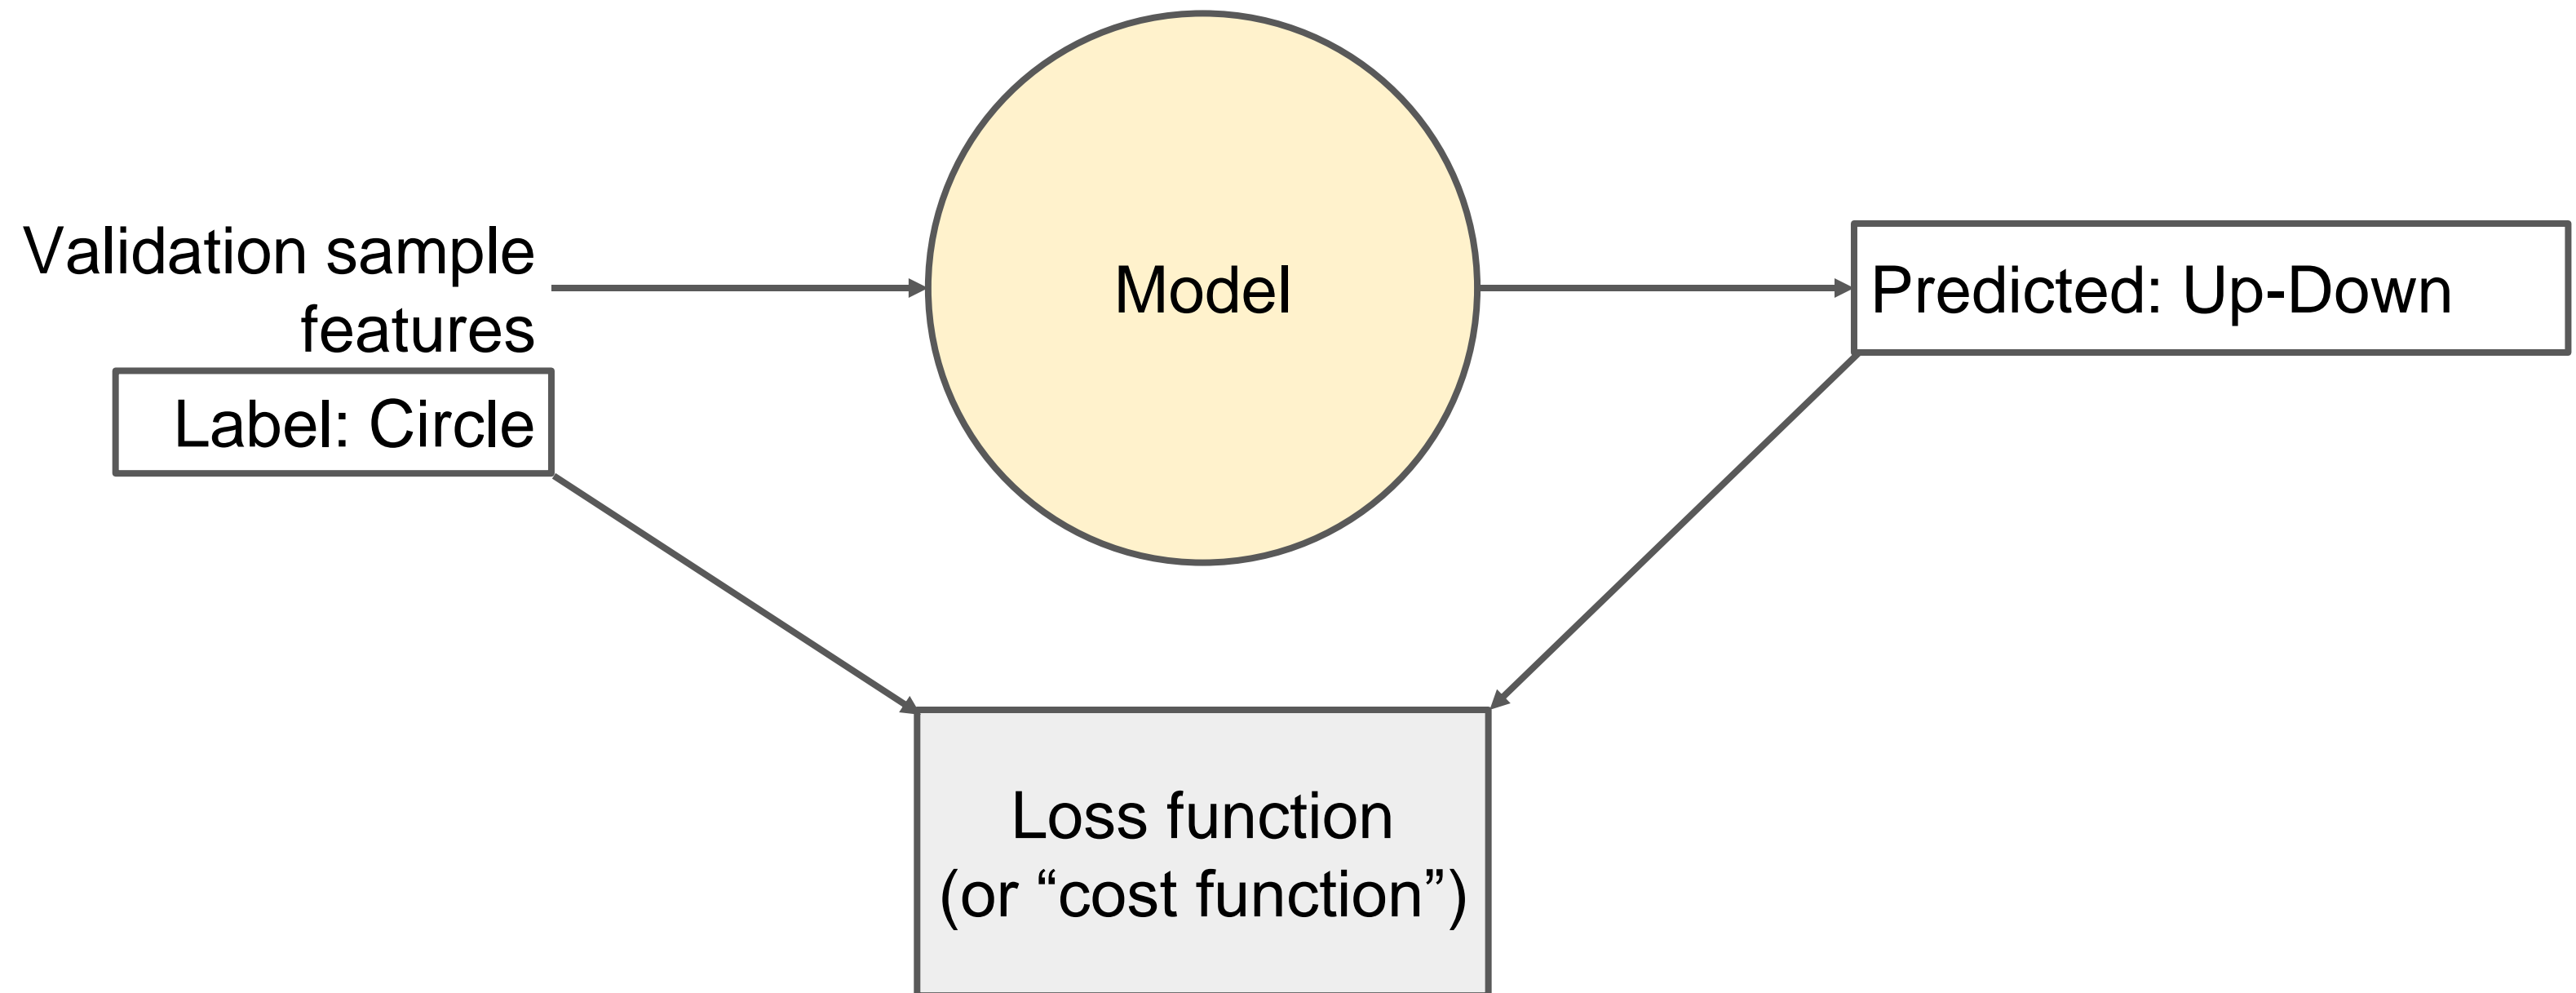 Validation sample
features
Label: Circle
Model
Predicted: Up-Down
Loss function
(or “cost function”)